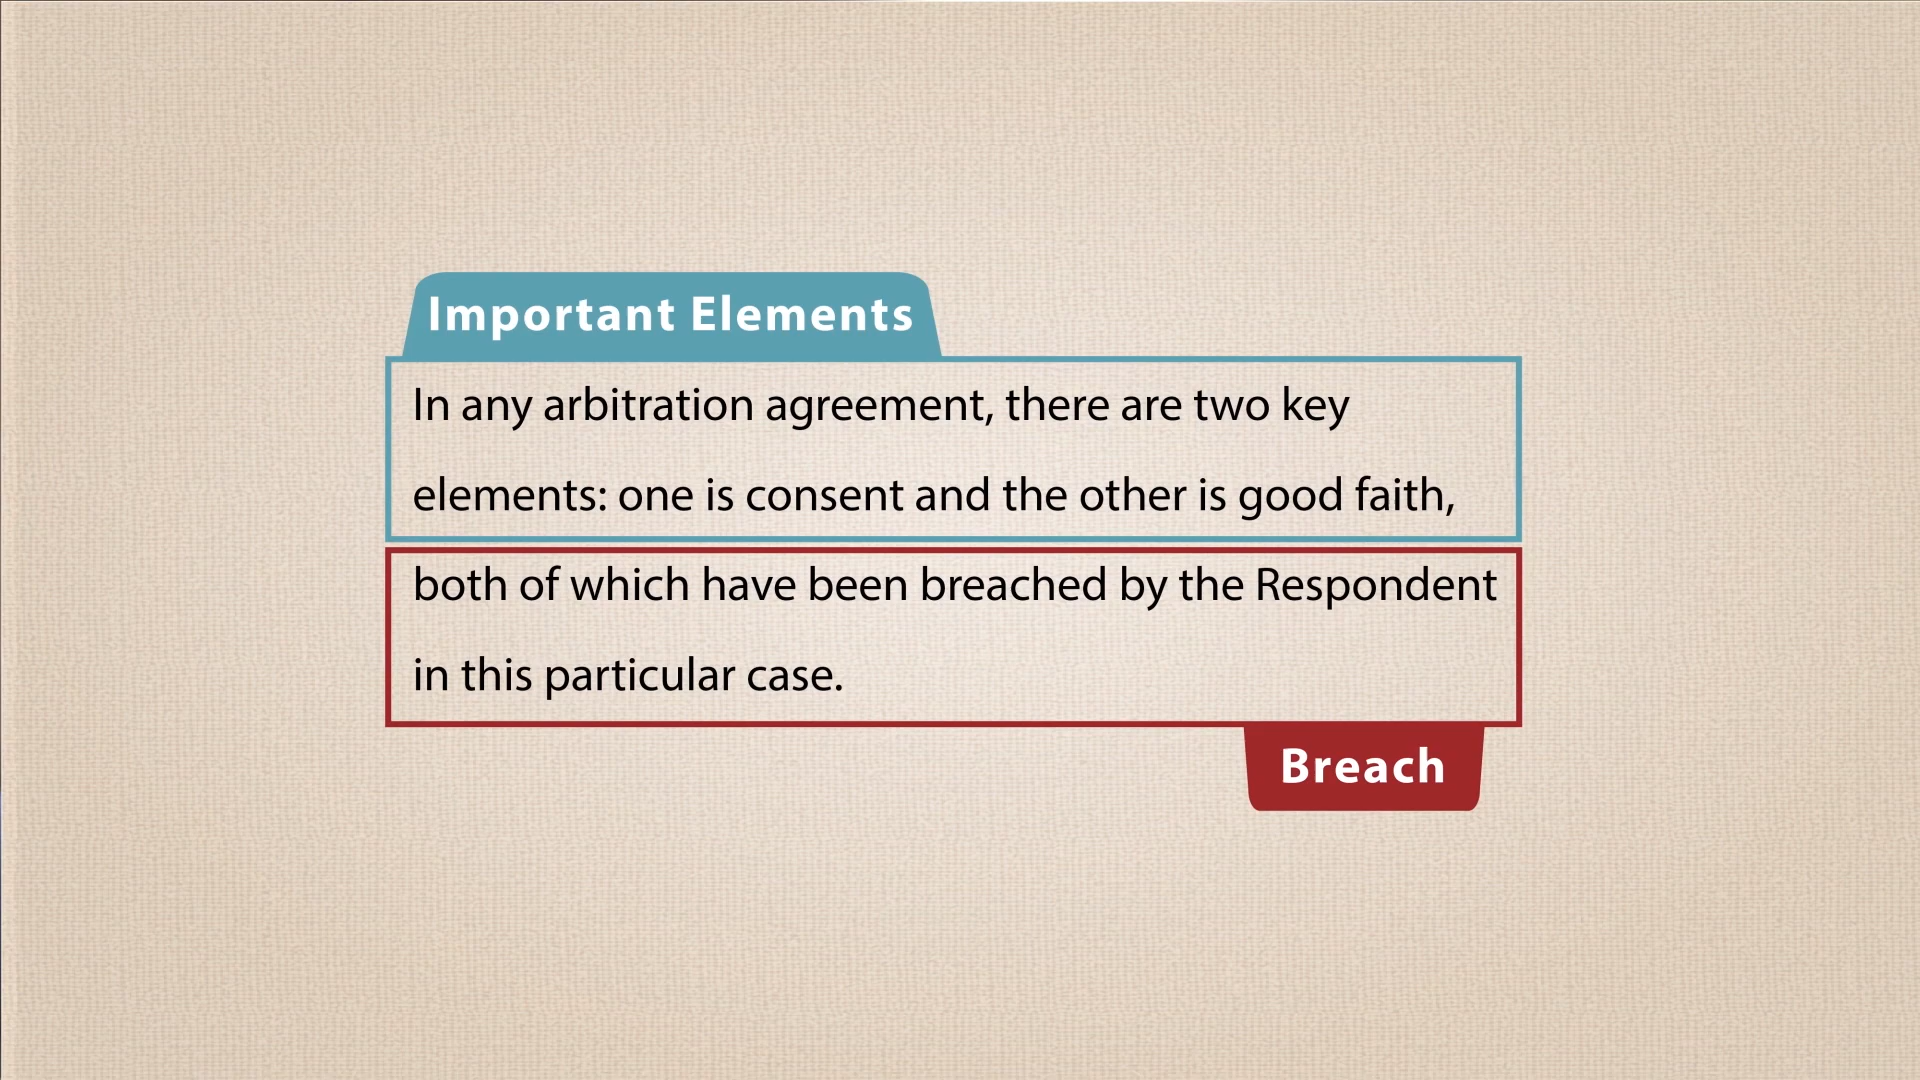 Important Elements
In any arbitration agreement, there are two key
elements: one is consent and the other is good faith,
both of which have been breached by the Respondent
in this particular case.
Breach